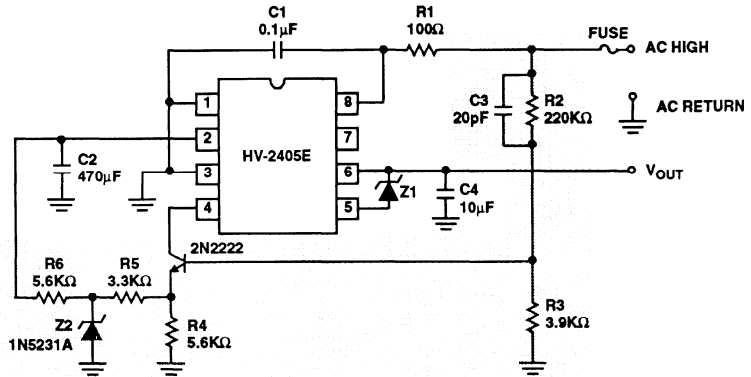 C1
0.1μF
R1
100Ω
FUSE
AC HIGH
1
8
C3
20pF
R2
220KΩ
AC RETURN
2
7
HV-2405E
C2
470μF
3
6
VOUT
Z1
C4
10μF
4
5
2N2222
R6
5.6KΩ
R5
3.3KΩ
R3
3.9KΩ
Z2
1N5231A
R4
5.6KΩ